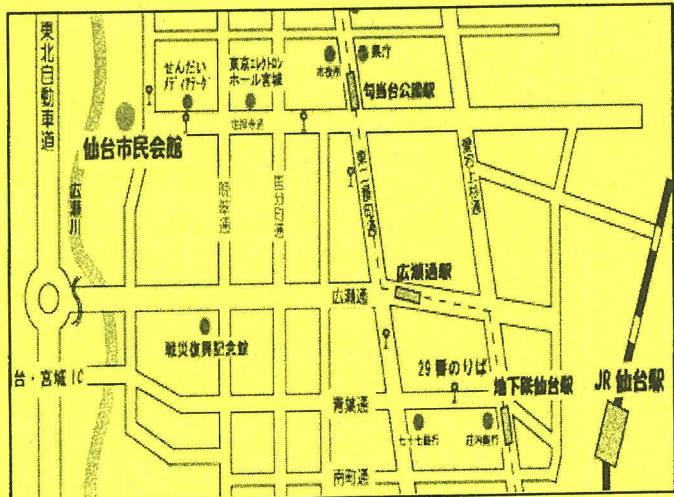 東北自動車道
せんだい
メディアテーク
東京エレクトロン
ホール宮城
市役所
県庁
勾当台公園駅
定禅寺通
仙台市民会館
広瀬川
晩翠通
国分町通
東二番町通
愛宕上杉通
広瀬通駅
広瀬通
戦災復興記念館
29番のりば
地下鉄仙台駅
JR仙台駅
台・宮城IC
青葉通
七十七銀行
荘内銀行
南町通